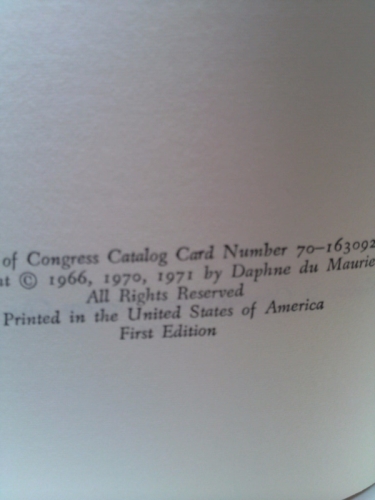 of Congress Catalog Card Number 70-163092
nt © 1966, 1970, 1971 by Daphne du Maurie
All Rights Reserved
Printed in the United States of America
First Edition